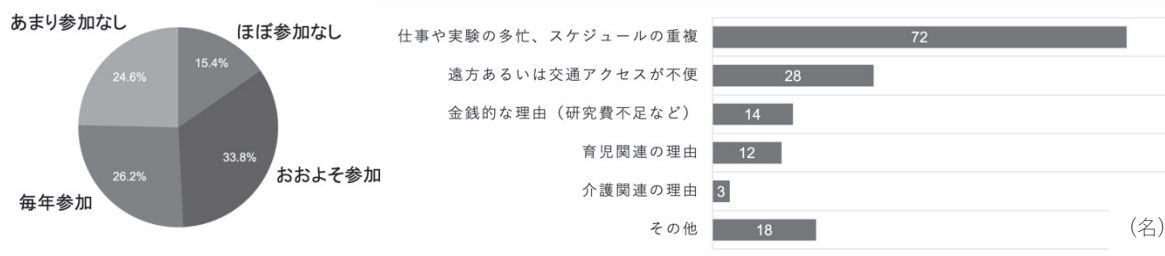 あまり参加なし
ほぼ参加なし
24.6%
15.4%
33.8%
26.2%
おおよそ参加
毎年参加
仕事や実験の多忙、スケジュールの重複
72
遠方あるいは交通アクセスが不便
28
金銭的な理由（研究費不足など）
14
育児関連の理由
12
介護関連の理由
3
その他
18
（名）